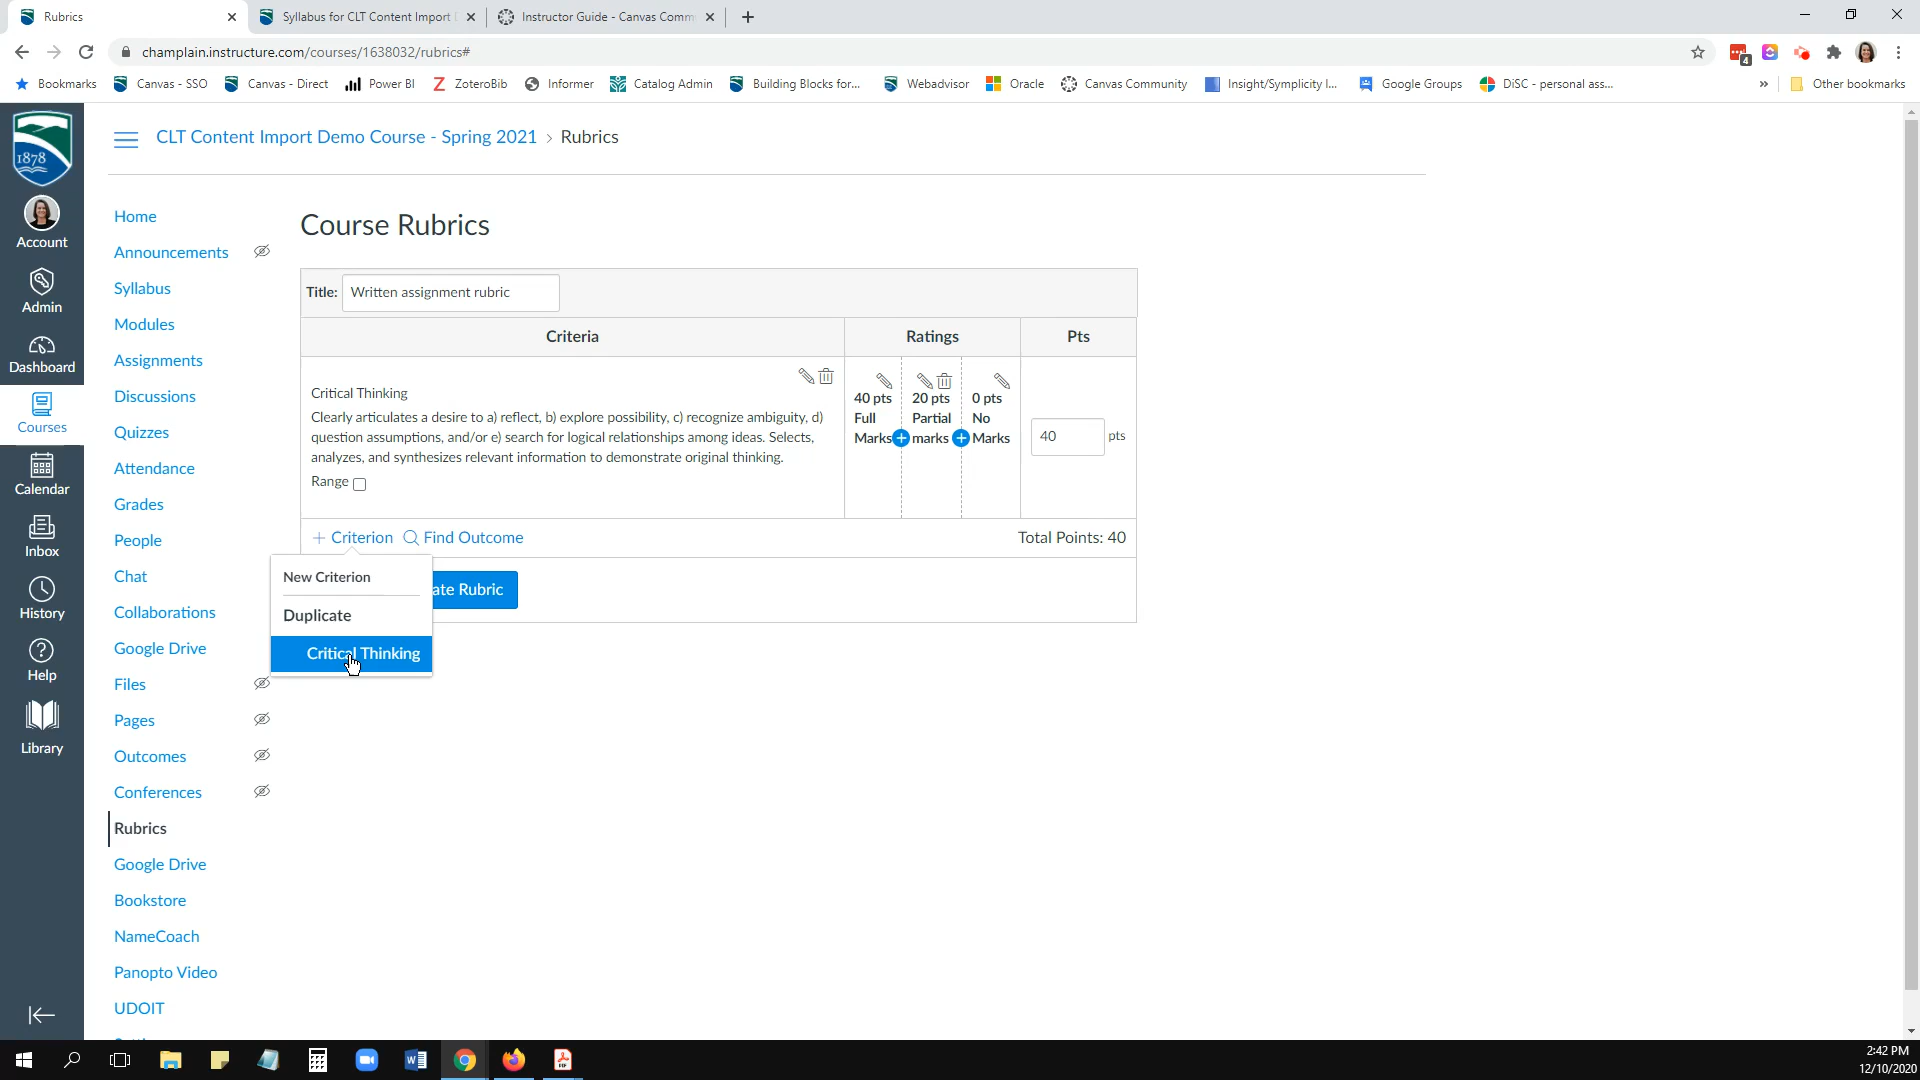 Rubrics
Syllabus for CLT Content Import
Instructor Guide - Canvas Comm
champlain.instructure.com/courses/1638032/rubrics#
4
Bookmarks
Canvas - SSO
Canvas - Direct
Power BI
ZoteroBib
Informer
Catalog Admin
Building Blocks for...
Webadvisor
Oracle
Canvas Community
Insight/Symplicity I...
Google Groups
DiSC - personal ass...
»
Other bookmarks
1878
Account
Admin
Dashboard
Courses
Calendar
Inbox
History
Help
Library
CLT Content Import Demo Course - Spring 2021 › Rubrics
Home
Announcements
Syllabus
Modules
Assignments
Discussions
Quizzes
Attendance
Grades
People
Chat
Collaborations
Google Drive
Files
Pages
Outcomes
Conferences
Rubrics
Google Drive
Bookstore
NameCoach
Panopto Video
UDOIT
Course Rubrics
Title: Written assignment rubric
Criteria
Ratings
Pts
Critical Thinking
Clearly articulates a desire to a) reflect, b) explore possibility, c) recognize ambiguity, d)
question assumptions, and/or e) search for logical relationships among ideas. Selects,
analyzes, and synthesizes relevant information to demonstrate original thinking.
Range
40 pts
Full
Marks
20 pts
Partial
marks
0 pts
No
Marks
40 pts
+ Criterion
Find Outcome
Total Points: 40
New Criterion
Duplicate
Critical Thinking
ate Rubric
2:42 PM
12/10/2020